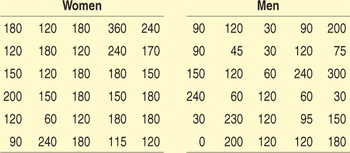 Women Men
180 120 180 360 240 90 120 30 90 200
120 180 120 240 170 90 45 30 120 75
150 120 180 180 150 150 120 60 240 300
200 150 180 150 180 240 60 120 60 30
120 60 120 180 180 30 230 120 95 150
90 240 180 115 120 0 200 120 120 180